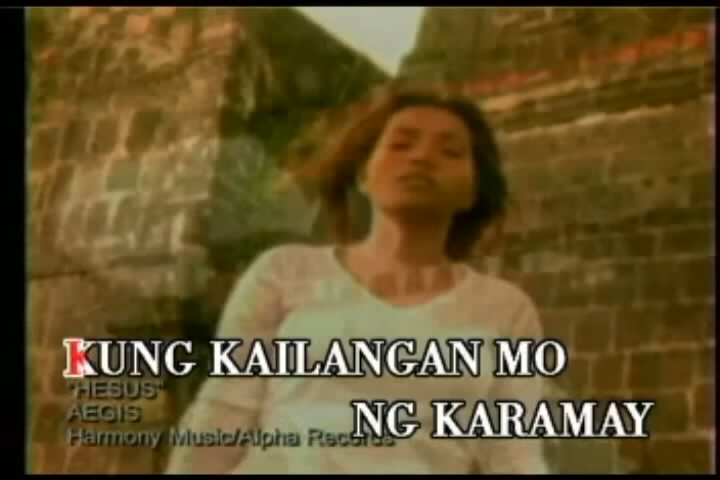 KUNG KAILANGAN MO
"HESUS"
AEGIS
NG KARAMAY
Harmony Music/Alpha Records